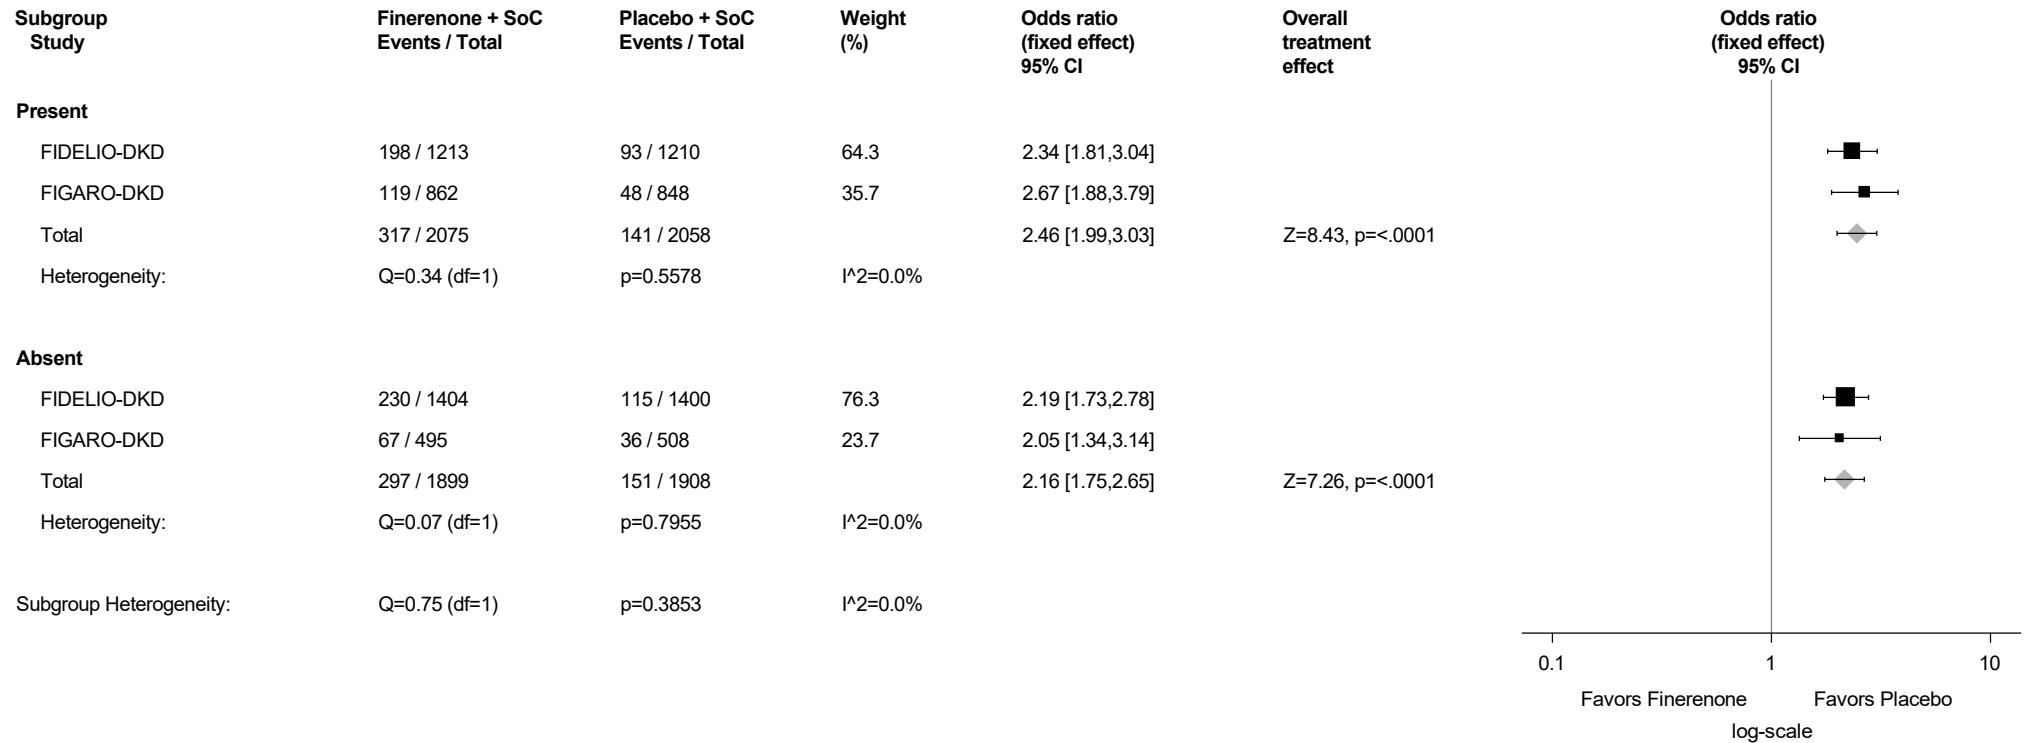 Subgroup Finerenone + SoC Placebo + SoC Weight Odds ratio Overall Odds ratio
Study Events / Total Events / Total (%) (fixed effect) treatment (fixed effect)
95% CI effect 95% CI
Present
FIDELIO-DKD 198 / 1213 93 / 1210 64.3 2.34 [1.81,3.04]
FIGARO-DKD 119 / 862 48 / 848 35.7 2.67 [1.88,3.79]
Total 317 / 2075 141 / 2058 2.46 [1.99,3.03] Z=8.43, p=<.0001
Heterogeneity: Q=0.34 (df=1) p=0.5578 I^2=0.0%
Absent
FIDELIO-DKD 230 / 1404 115 / 1400 76.3 2.19 [1.73,2.78]
FIGARO-DKD 67 / 495 36 / 508 23.7 2.05 [1.34,3.14]
Total 297 / 1899 151 / 1908 2.16 [1.75,2.65] Z=7.26, p=<.0001
Heterogeneity: Q=0.07 (df=1) p=0.7955 I^2=0.0%
Subgroup Heterogeneity: Q=0.75 (df=1) p=0.3853 I^2=0.0%
0.1 1 10
Favors Finerenone Favors Placebo
log-scale